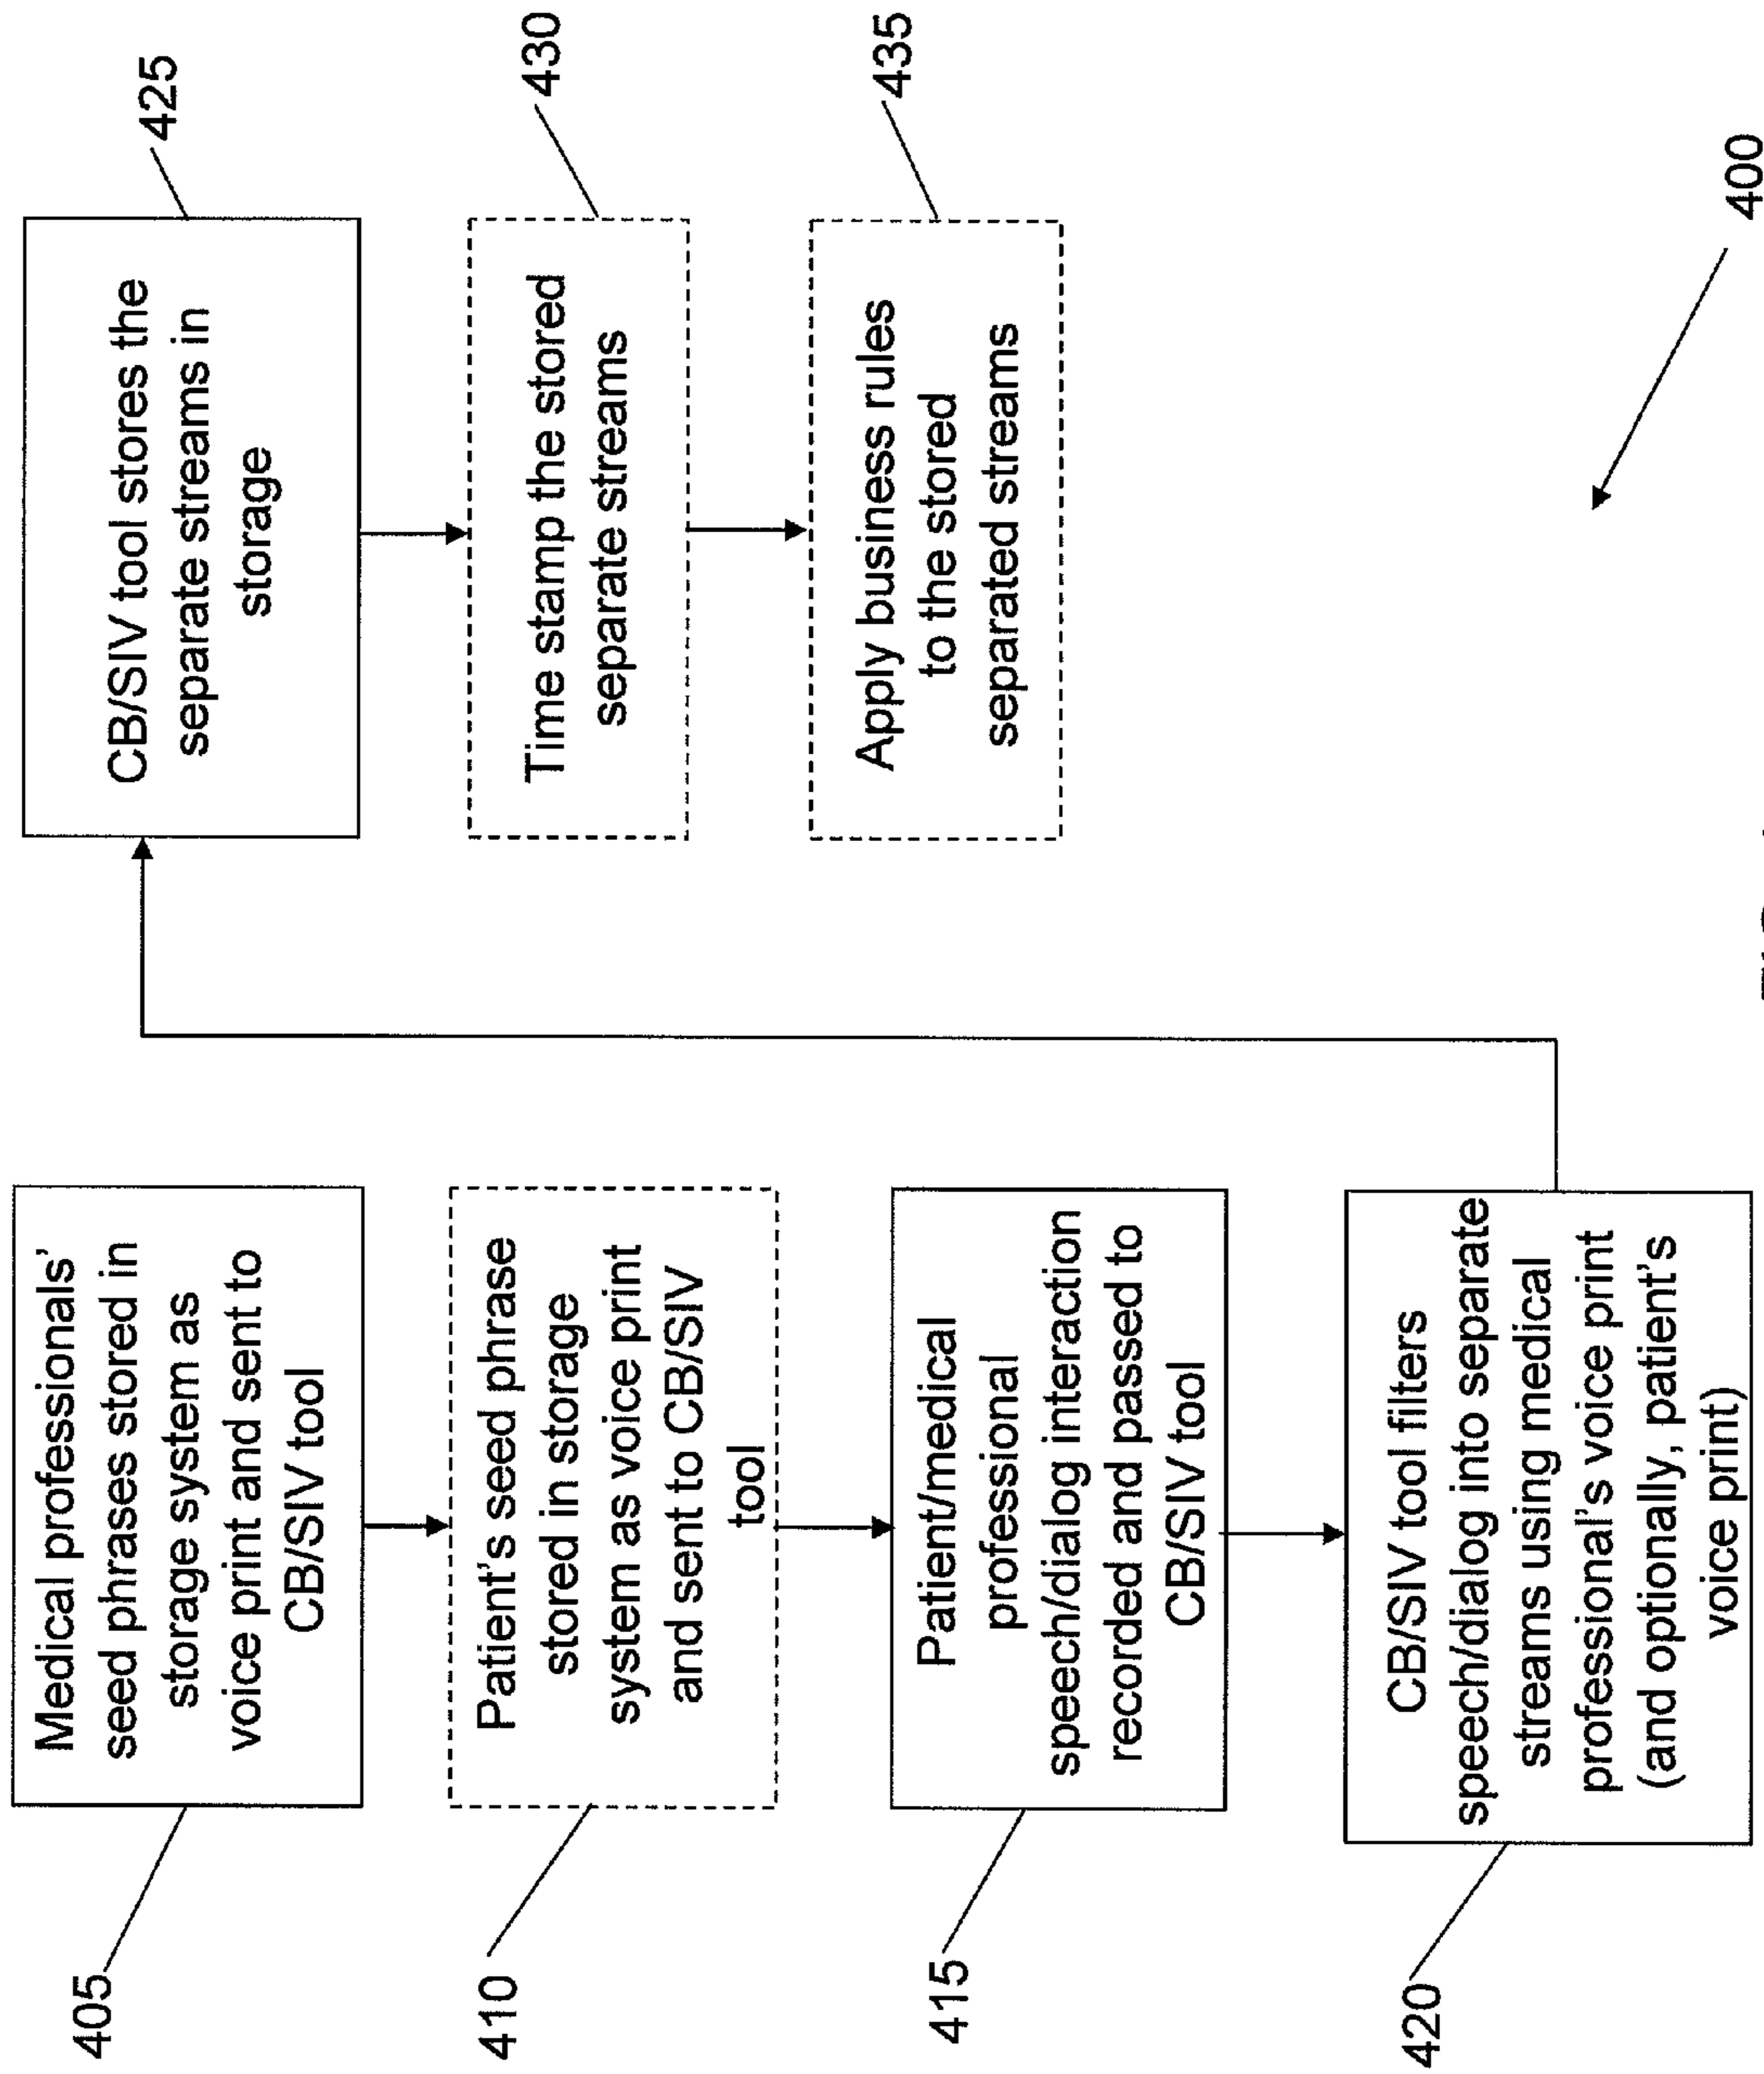 405
Medical professionals'
seed phrases stored in
storage system as
voice print and sent to
CB/SIV tool
410
Patient's seed phrase
stored in storage
system as voice print
and sent to CB/SIV
tool
415
Patient/medical
professional
speech/dialog interaction
recorded and passed to
CB/SIV tool
420
CB/SIV tool filters
speech/dialog into separate
streams using medical
professional's voice print
(and optionally, patient's
voice print)
CB/SIV tool stores the
separate streams in
storage
425
Time stamp the stored
separate streams
430
Apply business rules
to the stored
separated streams
435
400